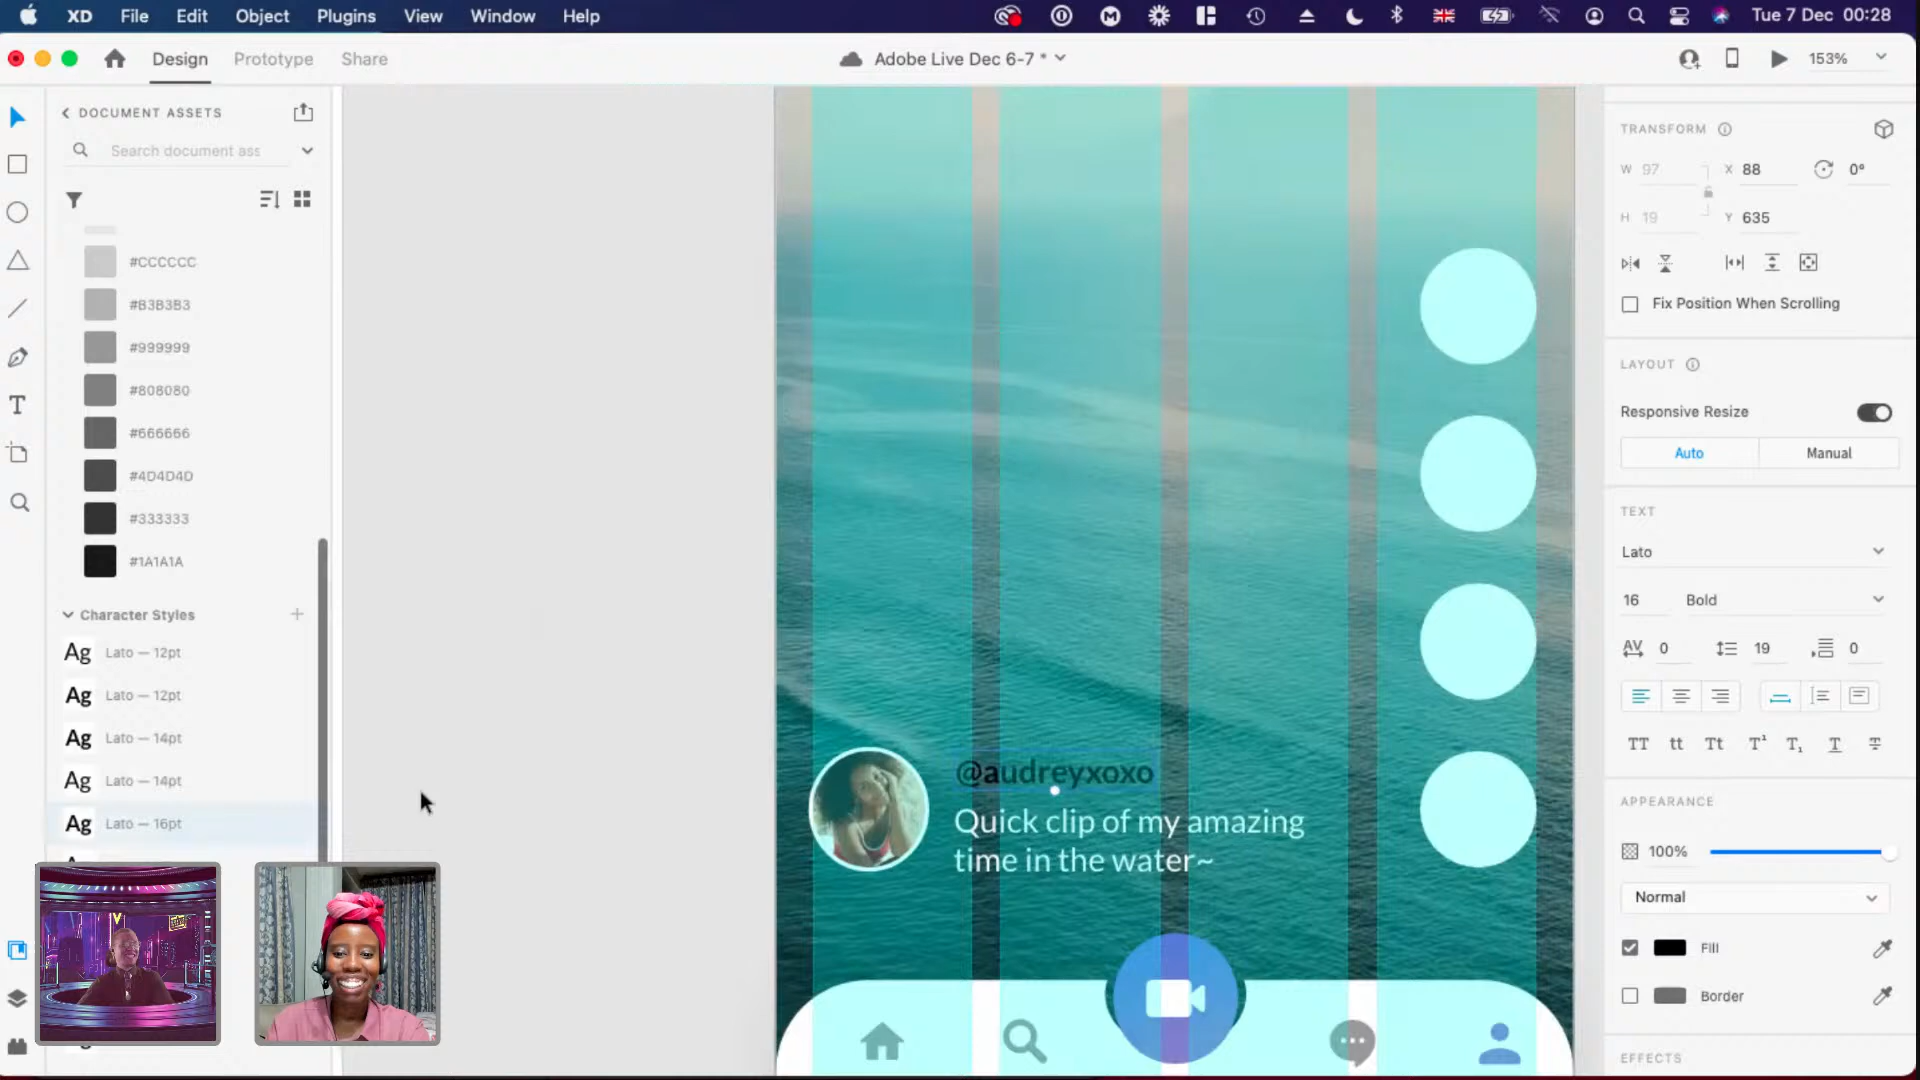 XD File Edit Object Plugins View Window Help Tue 7 Dec 00:28
Design Prototype Share Adobe Live Dec 6-7 * 153%
DOCUMENT ASSETS
Search document ass
#CCCCCC
#B3B3B3
#999999
#808080
#666666
#4D4D4D
#333333
#1A1A1A
Character Styles +
Ag Lato — 12pt
Ag Lato — 12pt
Ag Lato — 14pt
Ag Lato — 14pt
Ag Lato — 16pt
@audreyxoxo
Quick clip of my amazing
time in the water~
TRANSFORM
W 97 X 88 0°
H 19 Y 635
Fix Position When Scrolling
LAYOUT
Responsive Resize
Auto Manual
TEXT
Lato
16 Bold
AV 0 19 0
TT tt Tt T¹ T₁ T T
APPEARANCE
100%
Normal
Fill
Border
EFFECTS